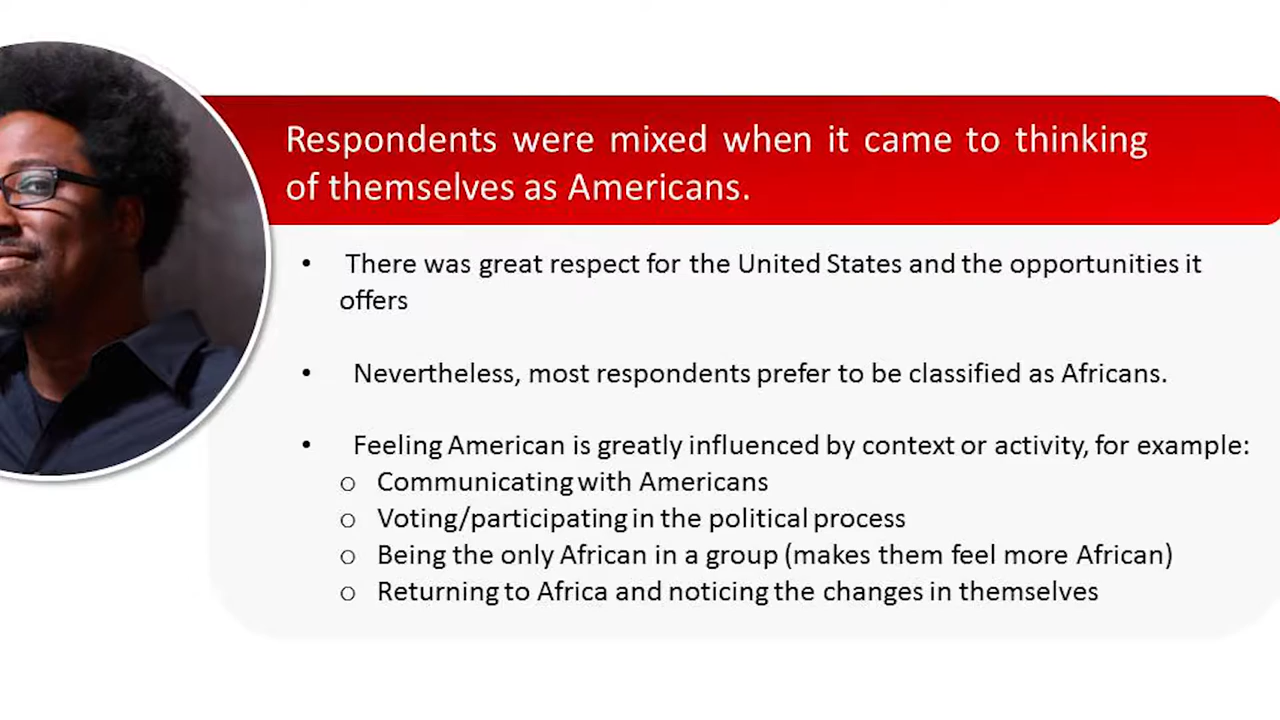 Respondents were mixed when it came to thinking
of themselves as Americans.
• There was great respect for the United States and the opportunities it
offers
• Nevertheless, most respondents prefer to be classified as Africans.
• Feeling American is greatly influenced by context or activity, for example:
o Communicating with Americans
o Voting/participating in the political process
o Being the only African in a group (makes them feel more African)
o Returning to Africa and noticing the changes in themselves